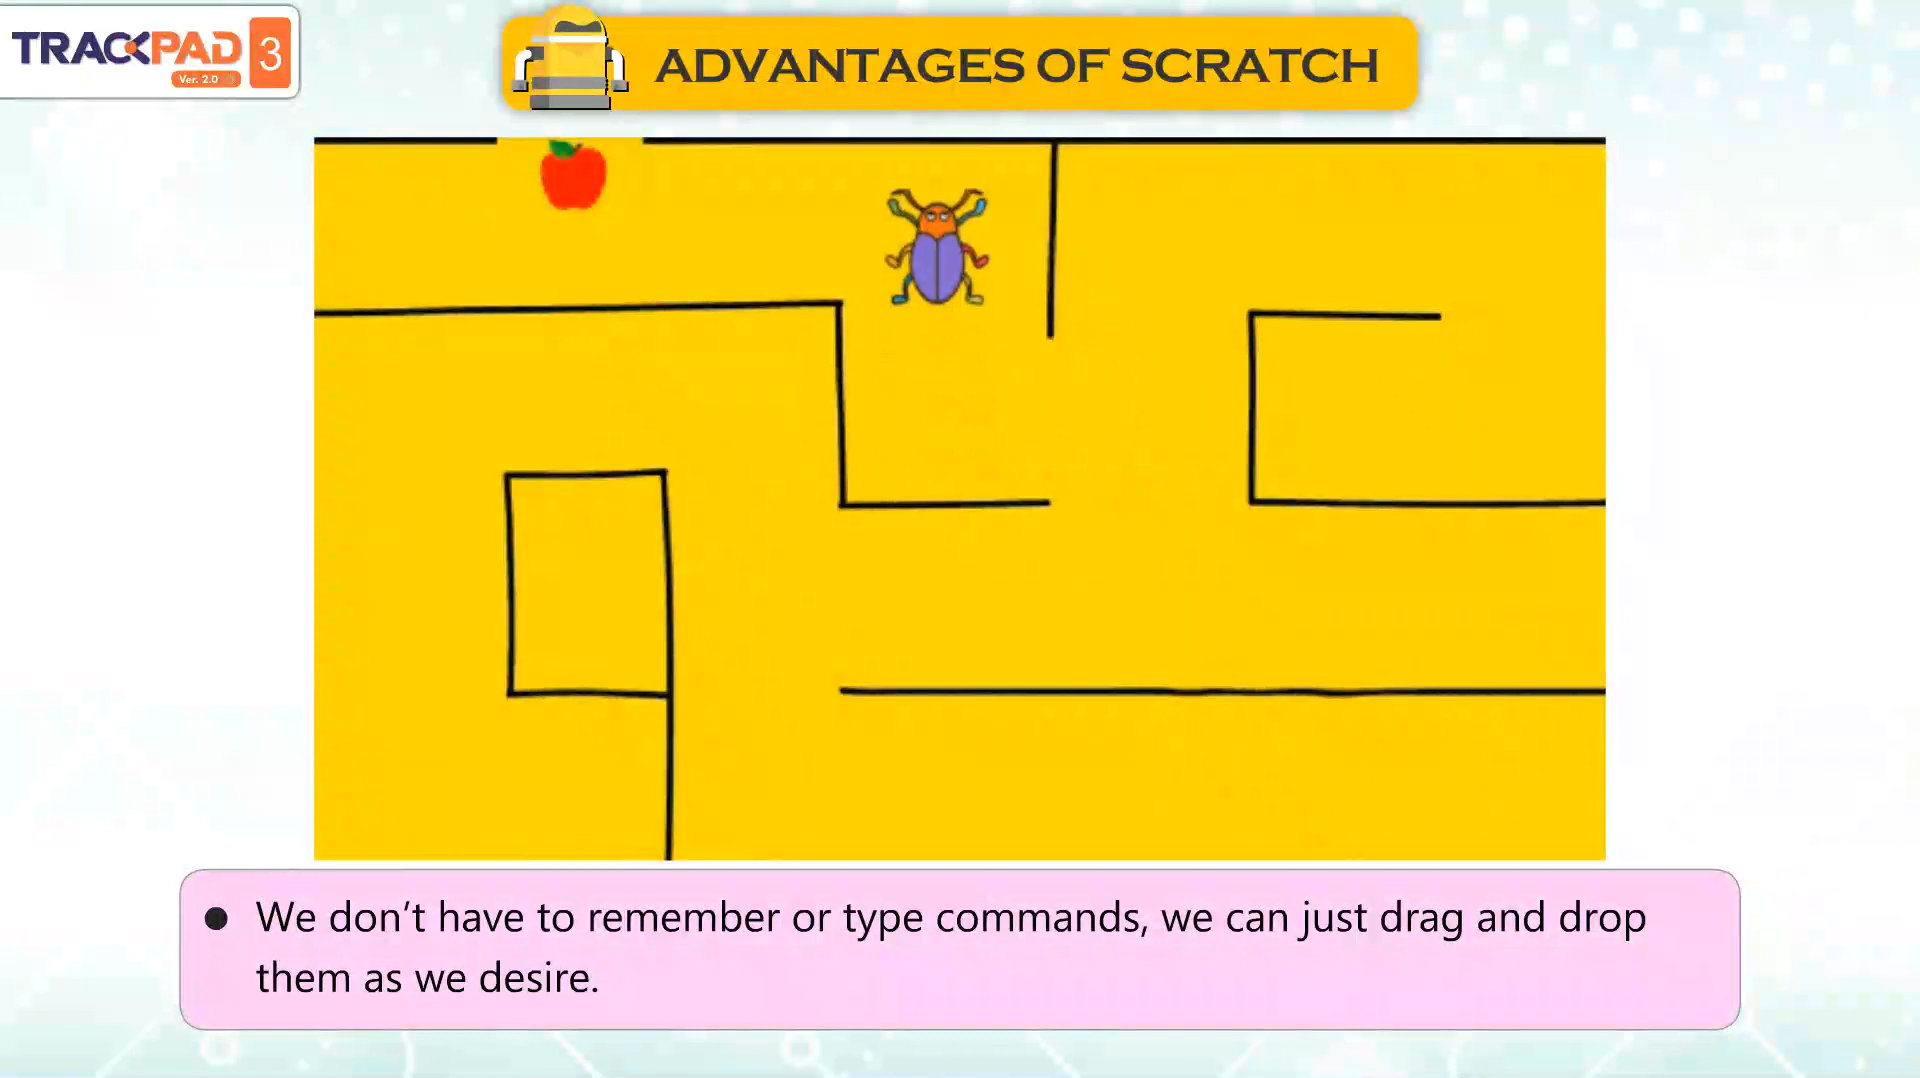 TRACKPAD 3
Ver. 2.0
ADVANTAGES OF SCRATCH
● We don’t have to remember or type commands, we can just drag and drop
them as we desire.